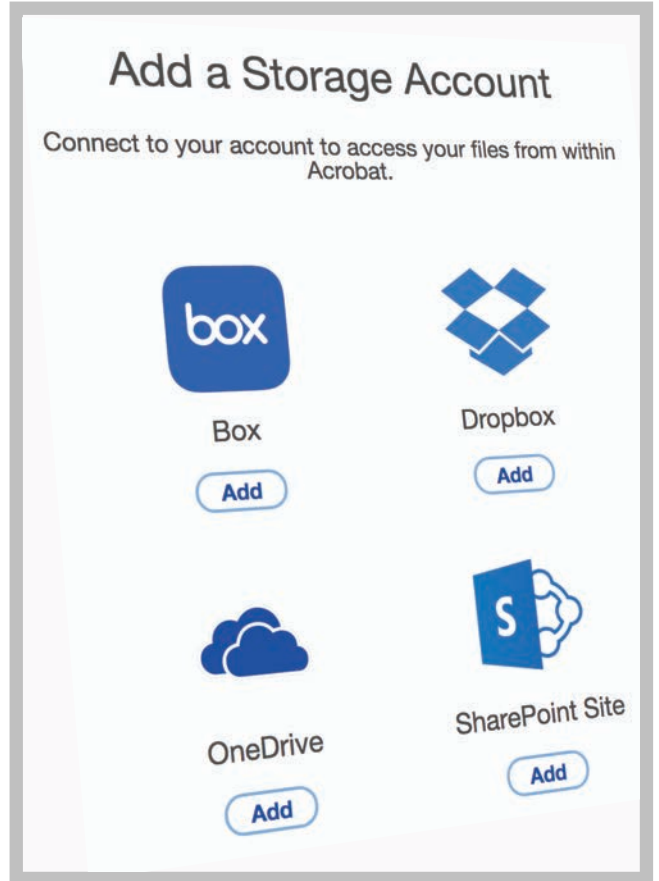 Add a Storage Account
Connect to your account to access your files from within
Acrobat.
box
Box
Add
Dropbox
Add
OneDrive
Add
S
SharePoint Site
Add